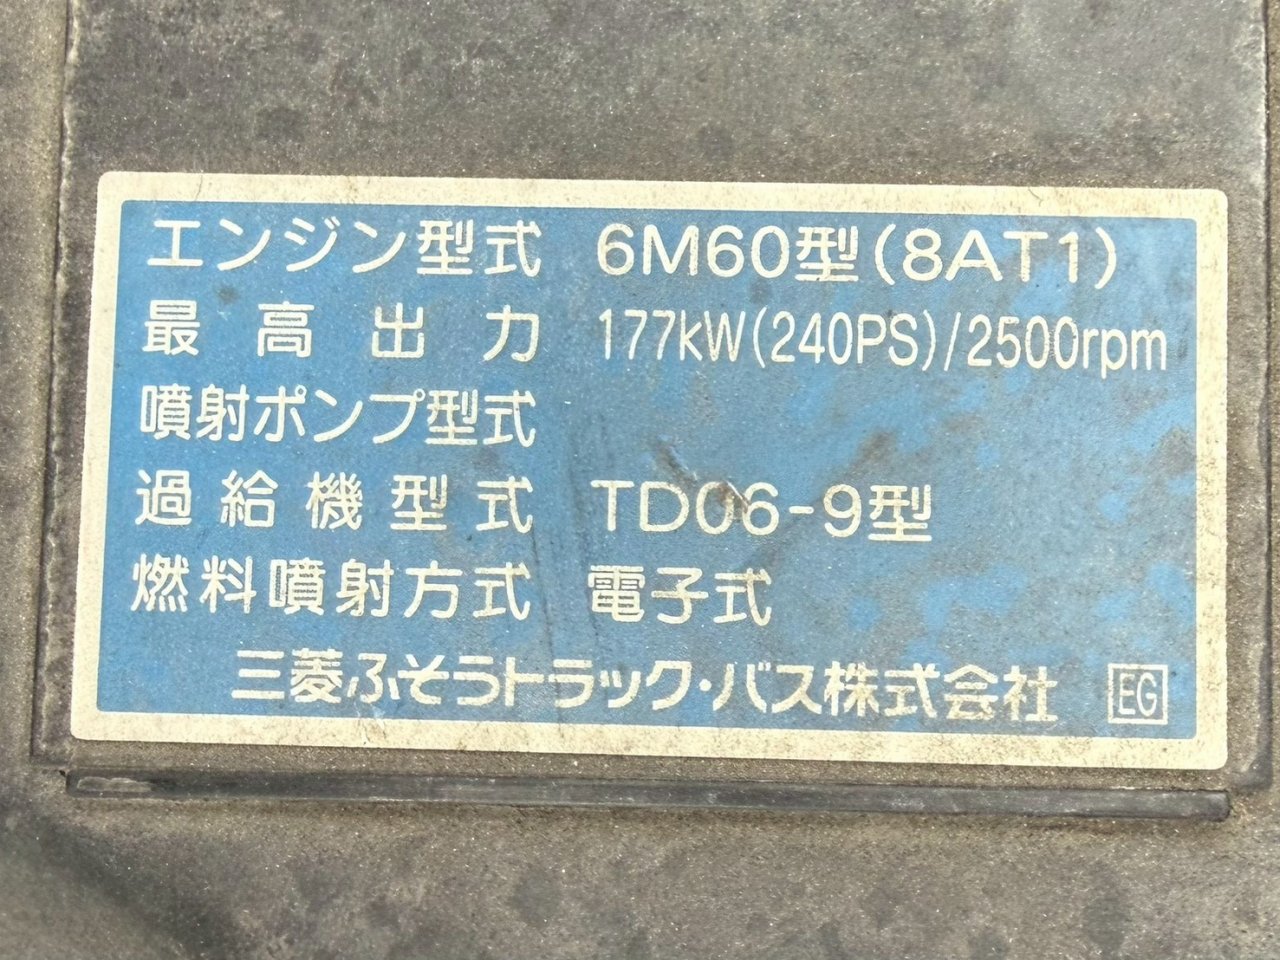 エンジン型式 6M60型(8AT1)
最高出力 177kW(240PS)/2500rpm
噴射ポンプ型式
過給機型式 TD06-9型
燃料噴射方式 電子式
三菱ふそうトラック・バス株式会社 EG